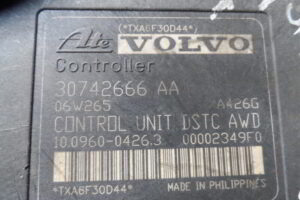 *TXA6F30D44*
Ate VOLVO
Controller
30742666 AA
06W265 A426G
CONTROL UNIT DSTC AWD
10.0960-0426.3 00002349F0
*TXA6F30D44* MADE IN PHILIPPINES